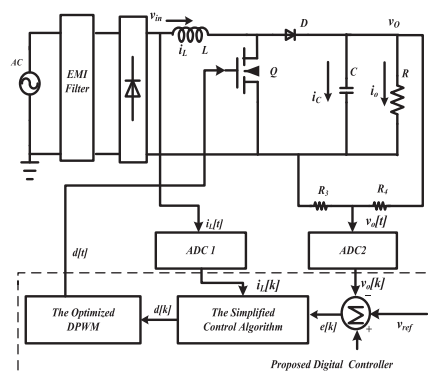 v_in
D
v_O
i_L
L
AC
EMI
Filter
Q
C
R
i_C
i_o
R_3
R_4
i_L[t]
v_o[t]
d[t]
ADC 1
ADC2
i_L[k]
v_o[k]
The Optimized
DPWM
d[k]
The Simplified
Control Algorithm
e[k]
Σ
−
+
v_ref
Proposed Digital Controller